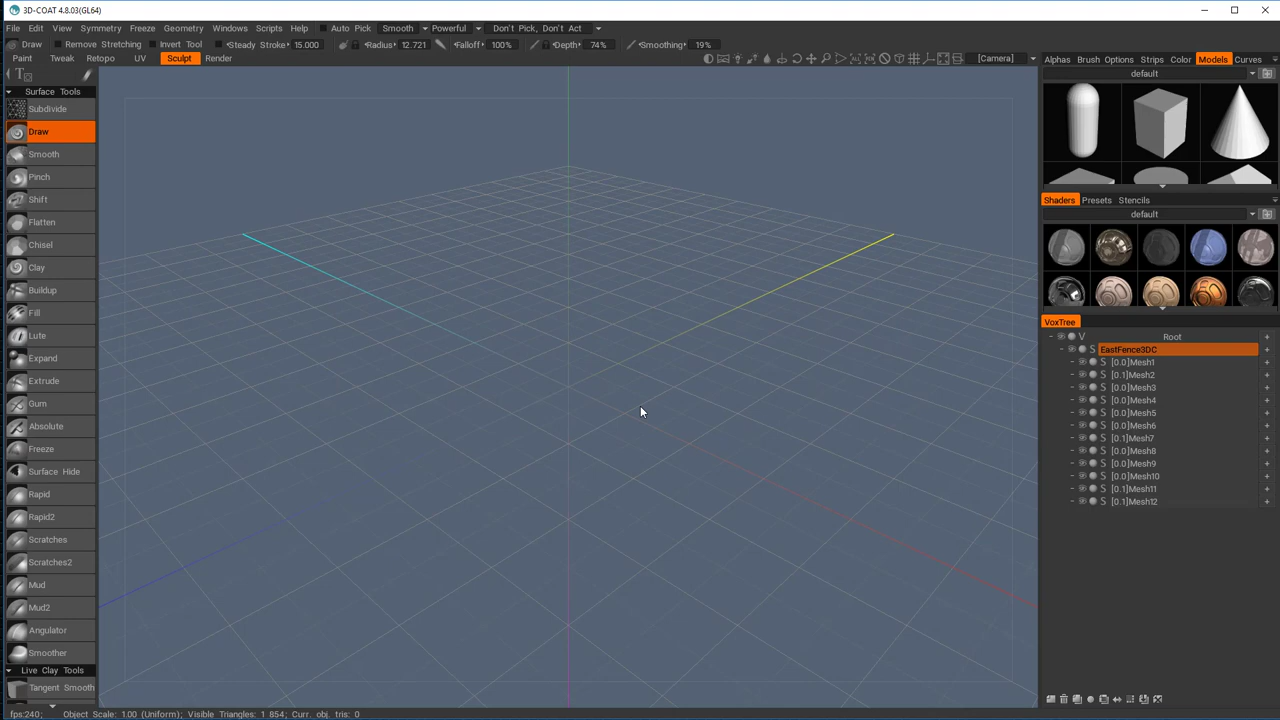 3D-COAT 4.8.03(GL64)
File Edit View Symmetry Freeze Geometry Windows Scripts Help Auto Pick Smooth Powerful Don't Pick, Don't Act
Draw Remove Stretching Invert Tool Steady Stroke 15.000 Radius 12.721 Falloff 100% Depth 74% Smoothing 19%
Paint Tweak Retopo UV Sculpt Render [Camera]
Alphas Brush Options Strips Color Models Curves
default
Surface Tools
Subdivide
Draw
Smooth
Pinch
Shift
Flatten
Chisel
Clay
Buildup
Fill
Lute
Expand
Extrude
Gum
Absolute
Freeze
Surface Hide
Rapid
Rapid2
Scratches
Scratches2
Mud
Mud2
Angulator
Smoother
Live Clay Tools
Tangent Smooth
Shaders Presets Stencils
default
VoxTree
V Root +
S EastFence3DC +
S [0.0]Mesh1 +
S [0.1]Mesh2 +
S [0.0]Mesh3 +
S [0.0]Mesh4 +
S [0.0]Mesh5 +
S [0.0]Mesh6 +
S [0.1]Mesh7 +
S [0.0]Mesh8 +
S [0.0]Mesh9 +
S [0.0]Mesh10 +
S [0.1]Mesh11 +
S [0.1]Mesh12 +
fps:240; Object Scale: 1.00 (Uniform); Visible Triangles: 1 854; Curr. obj. tris: 0